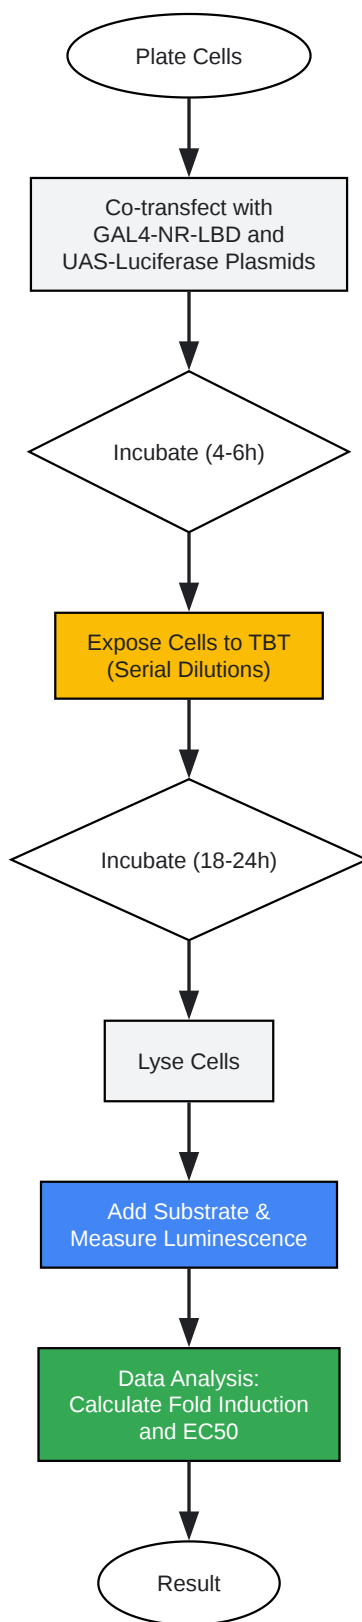 Plate Cells
Co-transfect with
GAL4-NR-LBD and
UAS-Luciferase Plasmids
Incubate (4-6h)
Expose Cells to TBT
(Serial Dilutions)
Incubate (18-24h)
Lyse Cells
Add Substrate &
Measure Luminescence
Data Analysis:
Calculate Fold Induction
and EC50
Result